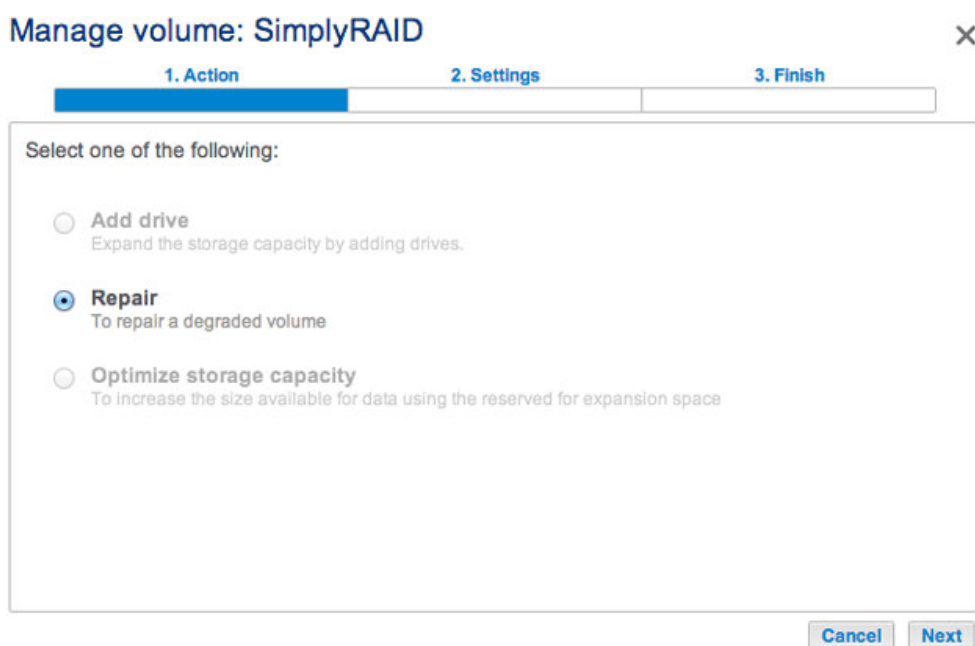 Manage volume: SimplyRAID
1. Action
2. Settings
3. Finish
Select one of the following:
Add drive
Expand the storage capacity by adding drives.
Repair
To repair a degraded volume
Optimize storage capacity
To increase the size available for data using the reserved for expansion space
Cancel
Next